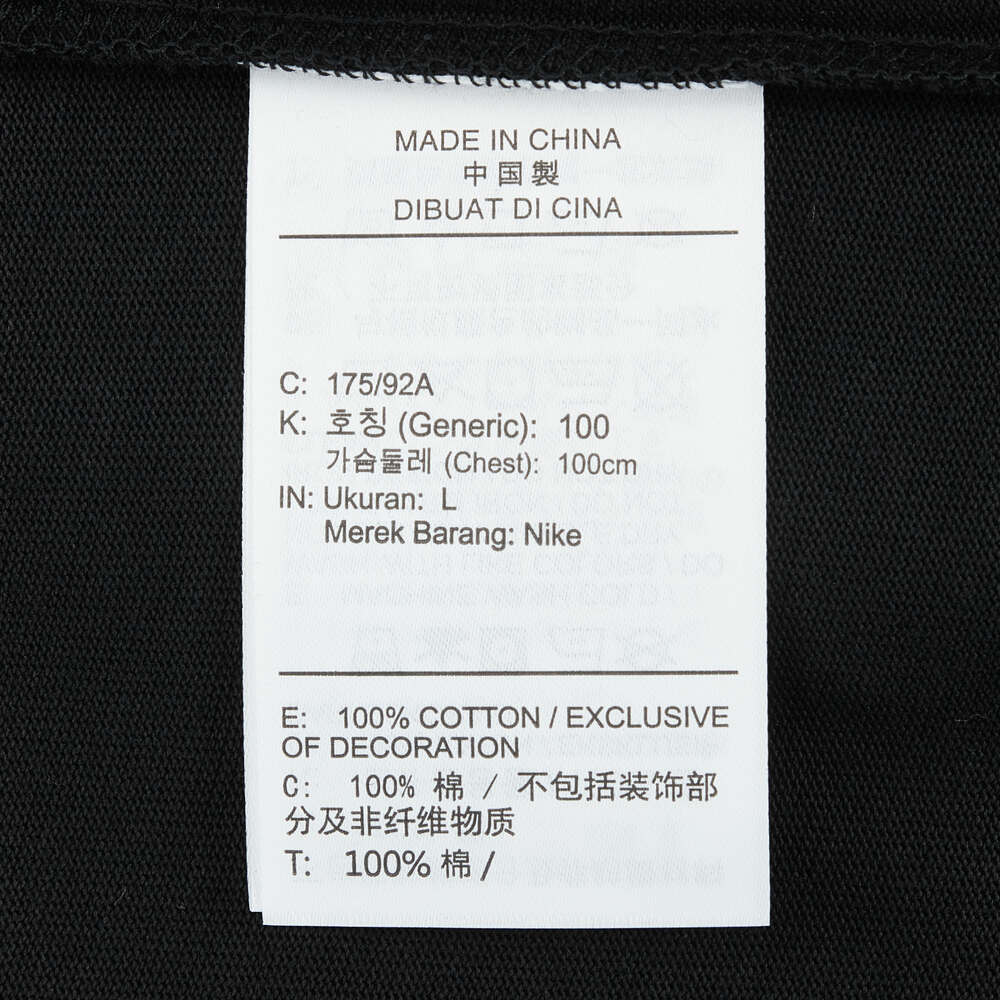 MADE IN CHINA
中国製
DIBUAT DI CINA
C: 175/92A
K: 호칭 (Generic): 100
가슴둘레 (Chest): 100cm
IN: Ukuran: L
Merek Barang: Nike
E: 100% COTTON / EXCLUSIVE
OF DECORATION
C: 100% 棉 / 不包括装饰部
分及非纤维物质
T: 100% 棉 /